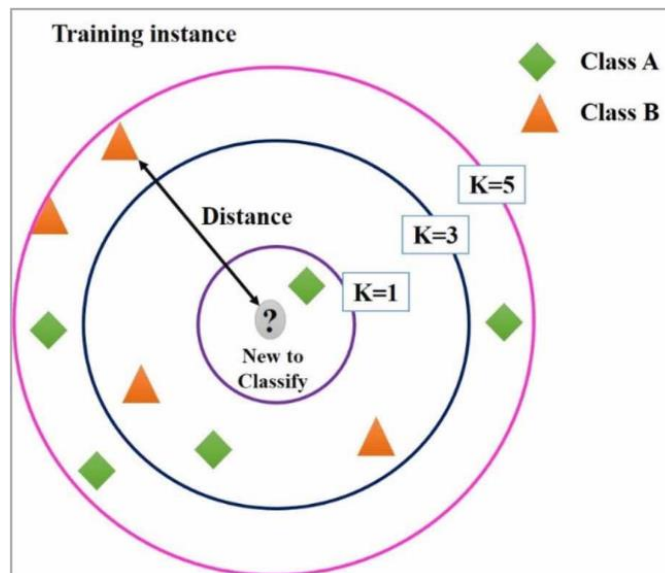 Training instance
Class A
Class B
K=5
Distance
K=3
K=1
?
New to
Classify